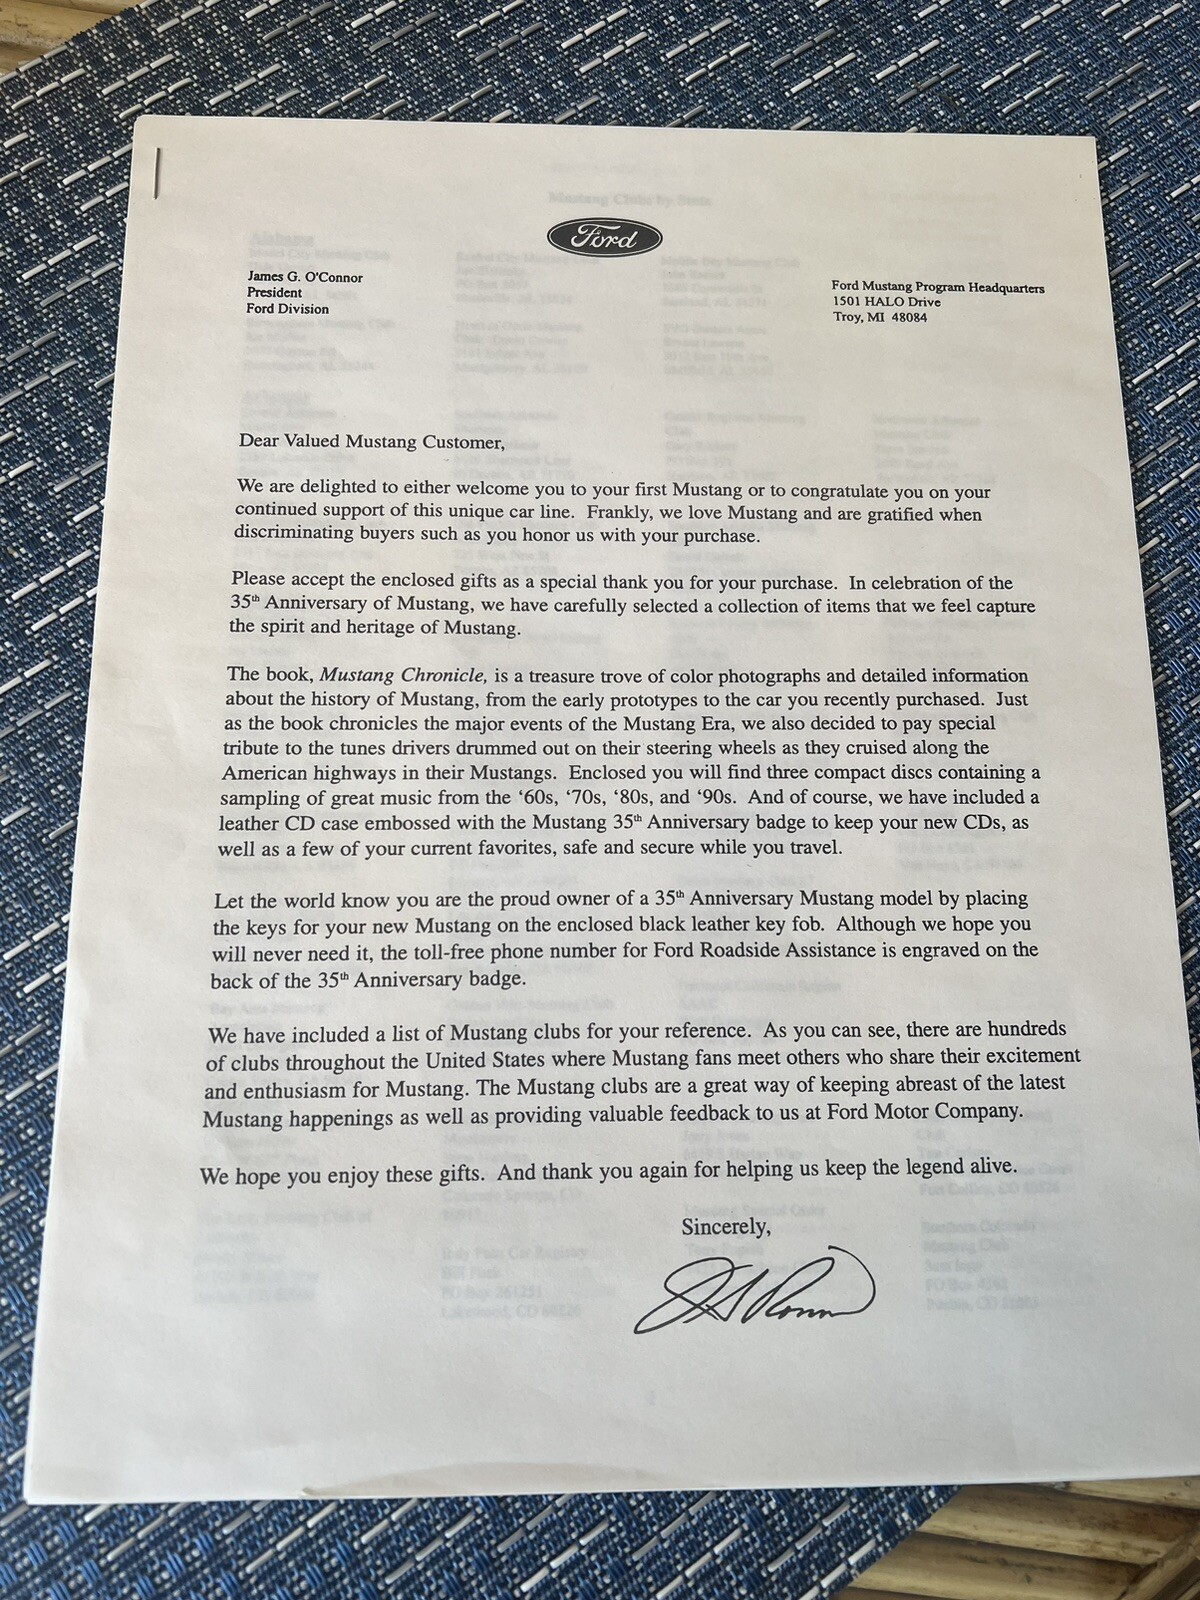 Mustang Clubs by State
Ford
James G. O'Connor
President
Ford Division
Ford Mustang Program Headquarters
1501 HALO Drive
Troy, MI 48084
Dear Valued Mustang Customer,
We are delighted to either welcome you to your first Mustang or to congratulate you on your
continued support of this unique car line. Frankly, we love Mustang and are gratified when
discriminating buyers such as you honor us with your purchase.
Please accept the enclosed gifts as a special thank you for your purchase. In celebration of the
35th Anniversary of Mustang, we have carefully selected a collection of items that we feel capture
the spirit and heritage of Mustang.
The book, Mustang Chronicle, is a treasure trove of color photographs and detailed information
about the history of Mustang, from the early prototypes to the car you recently purchased. Just
as the book chronicles the major events of the Mustang Era, we also decided to pay special
tribute to the tunes drivers drummed out on their steering wheels as they cruised along the
American highways in their Mustangs. Enclosed you will find three compact discs containing a
sampling of great music from the ‘60s, ‘70s, ‘80s, and ‘90s. And of course, we have included a
leather CD case embossed with the Mustang 35th Anniversary badge to keep your new CDs, as
well as a few of your current favorites, safe and secure while you travel.
Let the world know you are the proud owner of a 35th Anniversary Mustang model by placing
the keys for your new Mustang on the enclosed black leather key fob. Although we hope you
will never need it, the toll-free phone number for Ford Roadside Assistance is engraved on the
back of the 35th Anniversary badge.
We have included a list of Mustang clubs for your reference. As you can see, there are hundreds
of clubs throughout the United States where Mustang fans meet others who share their excitement
and enthusiasm for Mustang. The Mustang clubs are a great way of keeping abreast of the latest
Mustang happenings as well as providing valuable feedback to us at Ford Motor Company.
We hope you enjoy these gifts. And thank you again for helping us keep the legend alive.
Sincerely,